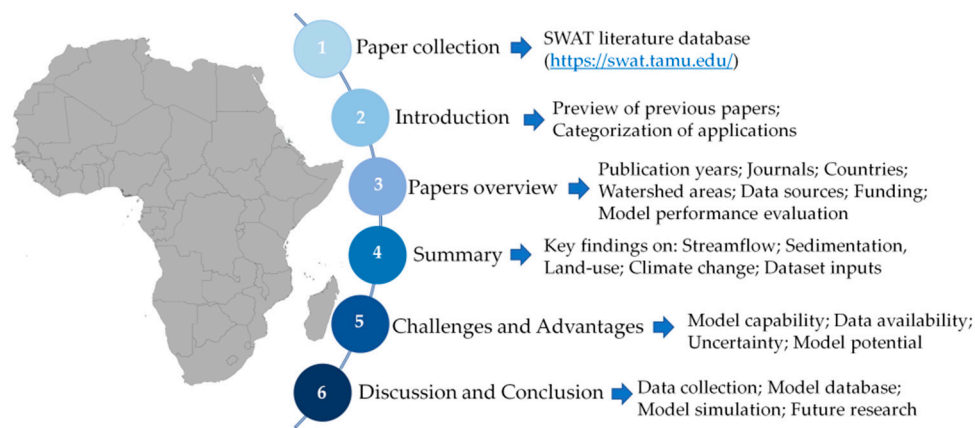 1
Paper collection
SWAT literature database
(https://swat.tamu.edu/)
2
Introduction
Preview of previous papers;
Categorization of applications
3
Papers overview
Publication years; Journals; Countries;
Watershed areas; Data sources; Funding;
Model performance evaluation
4
Summary
Key findings on: Streamflow; Sedimentation,
Land-use; Climate change; Dataset inputs
5
Challenges and Advantages
Model capability; Data availability;
Uncertainty; Model potential
6
Discussion and Conclusion
Data collection; Model database;
Model simulation; Future research